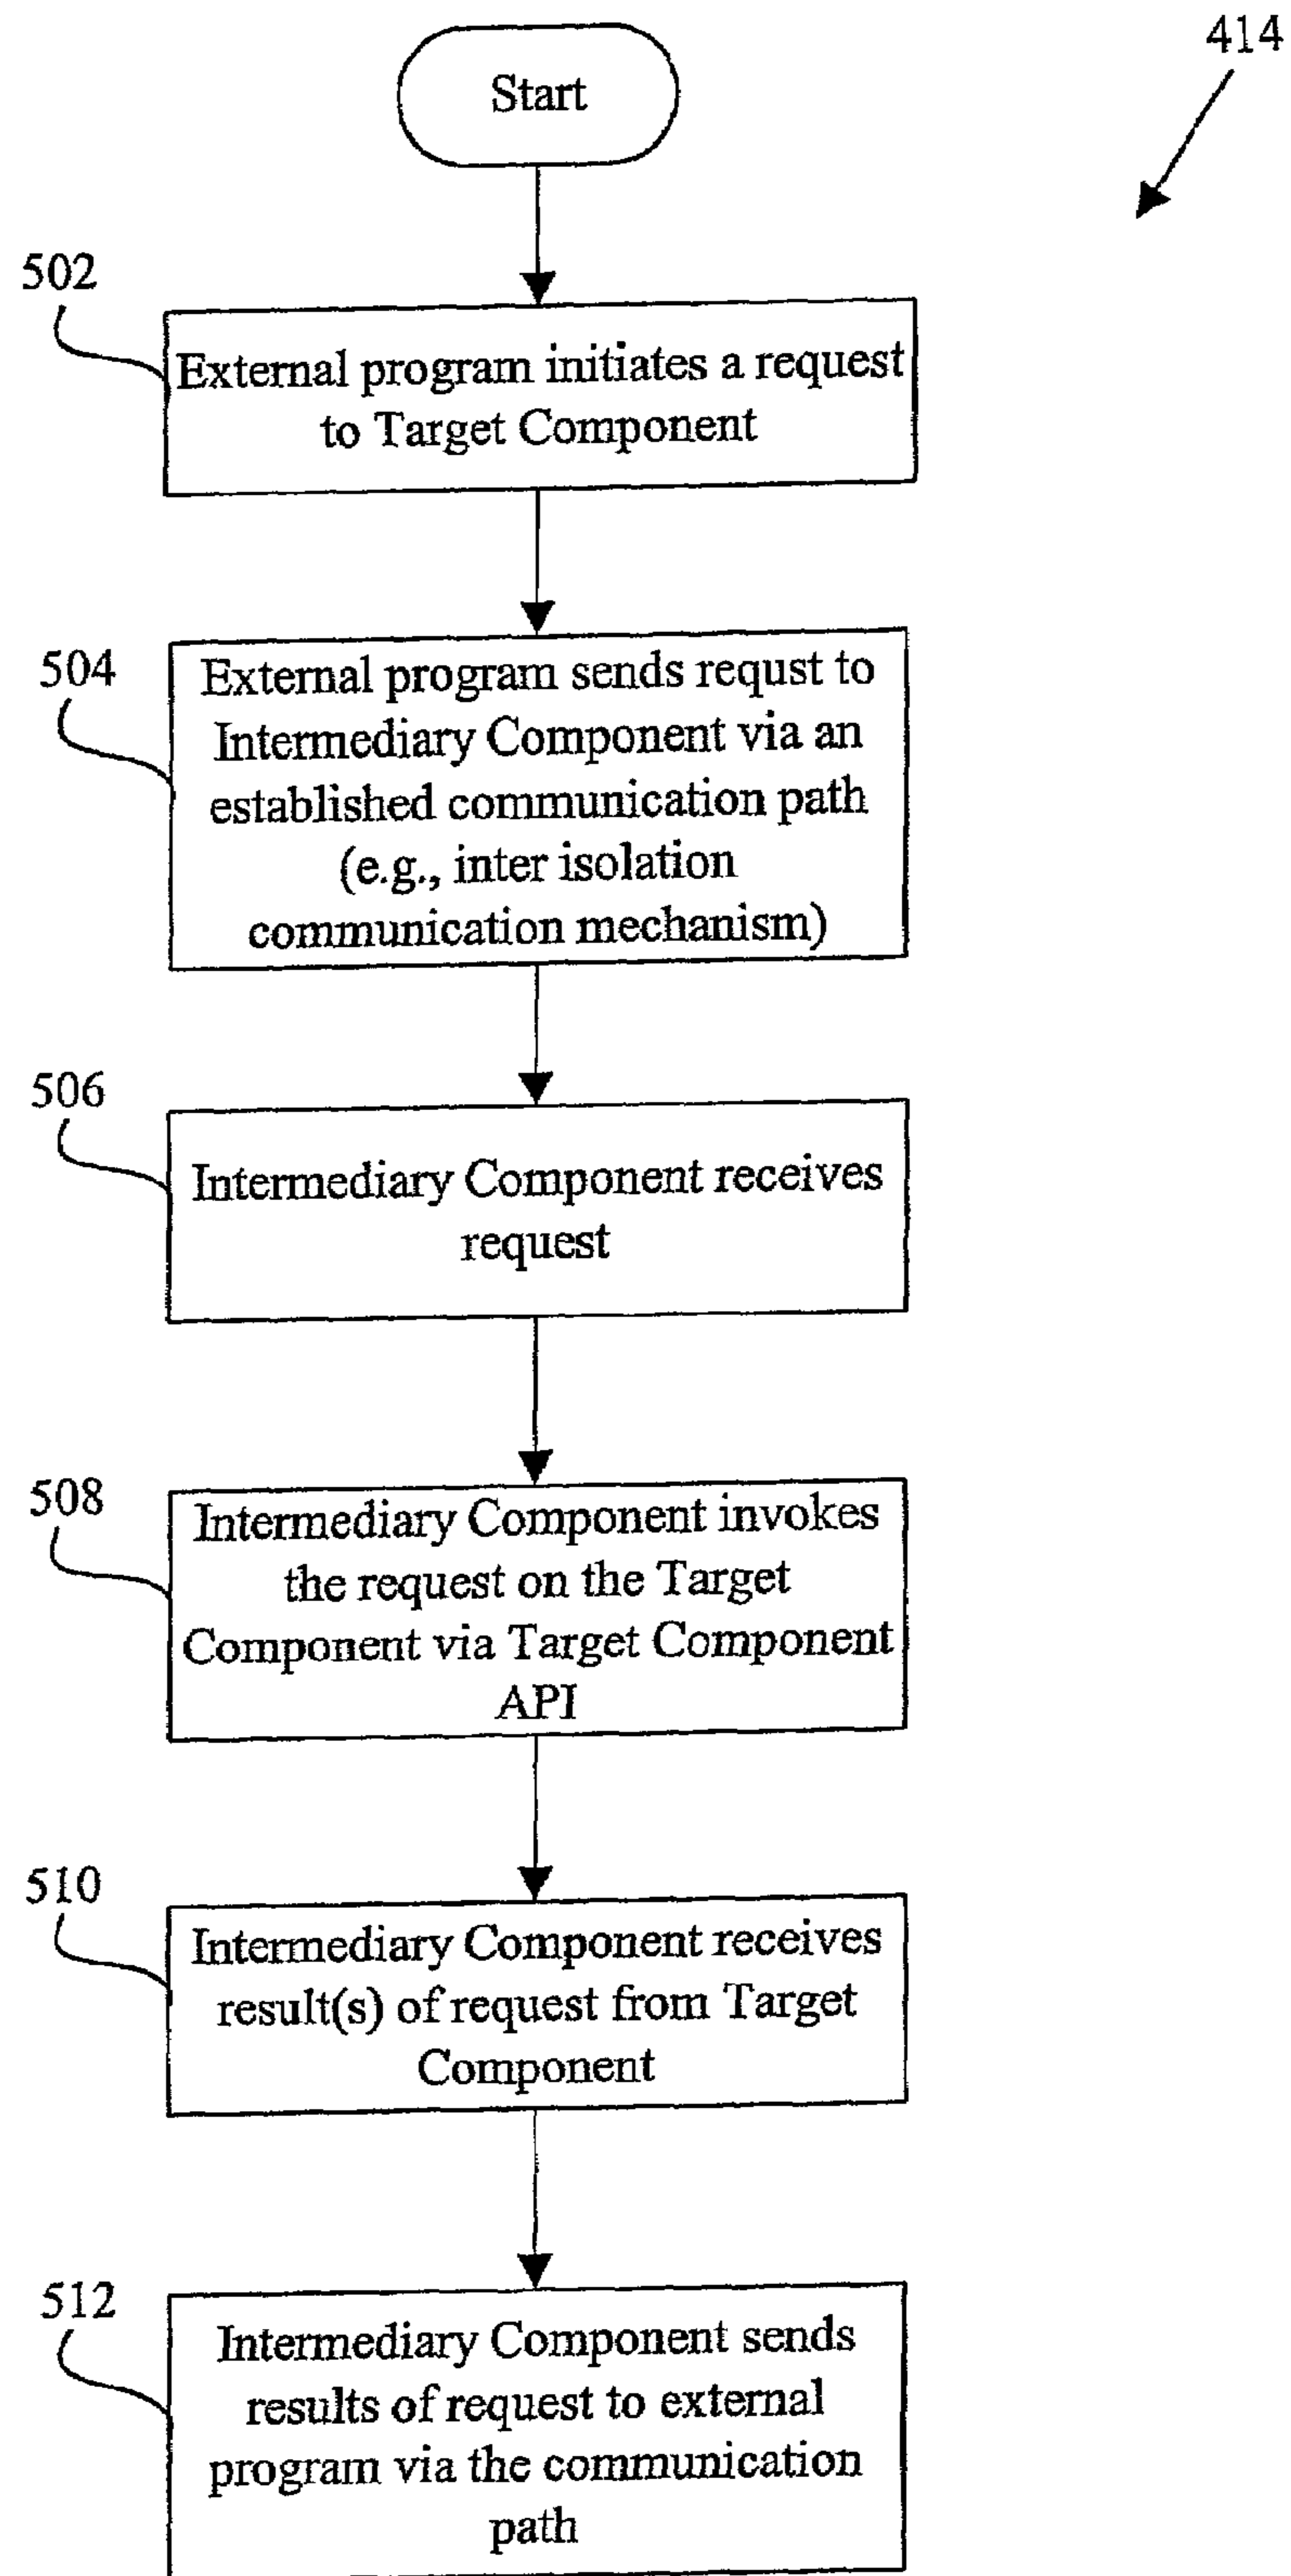 414
Start
502
External program initiates a request
to Target Component
504
External program sends requst to
Intermediary Component via an
established communication path
(e.g., inter isolation
communication mechanism)
506
Intermediary Component receives
request
508
Intermediary Component invokes
the request on the Target
Component via Target Component
API
510
Intermediary Component receives
result(s) of request from Target
Component
512
Intermediary Component sends
results of request to external
program via the communication
path